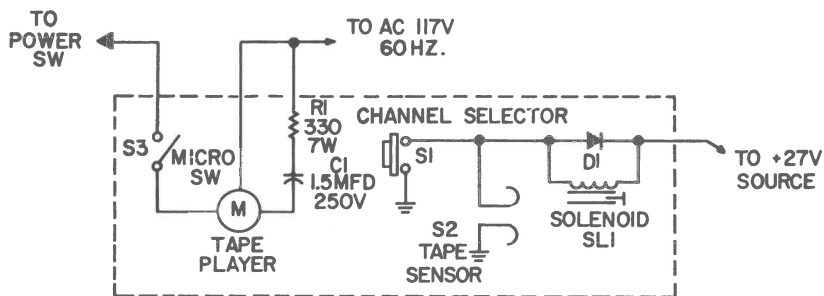 TO
POWER
SW
TO AC 117V
60 HZ.
S3
MICRO
SW
R1
330
7W
C1
1.5MFD
250V
M
TAPE
PLAYER
CHANNEL SELECTOR
S1
S2
TAPE
SENSOR
D1
SOLENOID
SL1
TO +27V
SOURCE